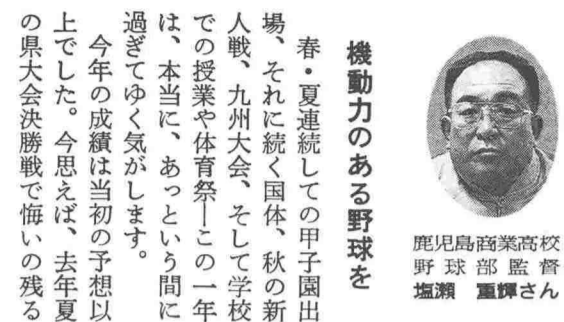 機動力のある野球を
春・夏連続しての甲子園出
場、それに続く国体、秋の新
人戦、九州大会、そして学校
での授業や体育祭―この一年
は、本当に、あっという間に
過ぎてゆく気がします。
今年の成績は当初の予想以
上でした。今思えば、去年夏
の県大会決勝戦で悔いの残る
鹿児島商業高校
野球部監督
塩瀬 重輝さん